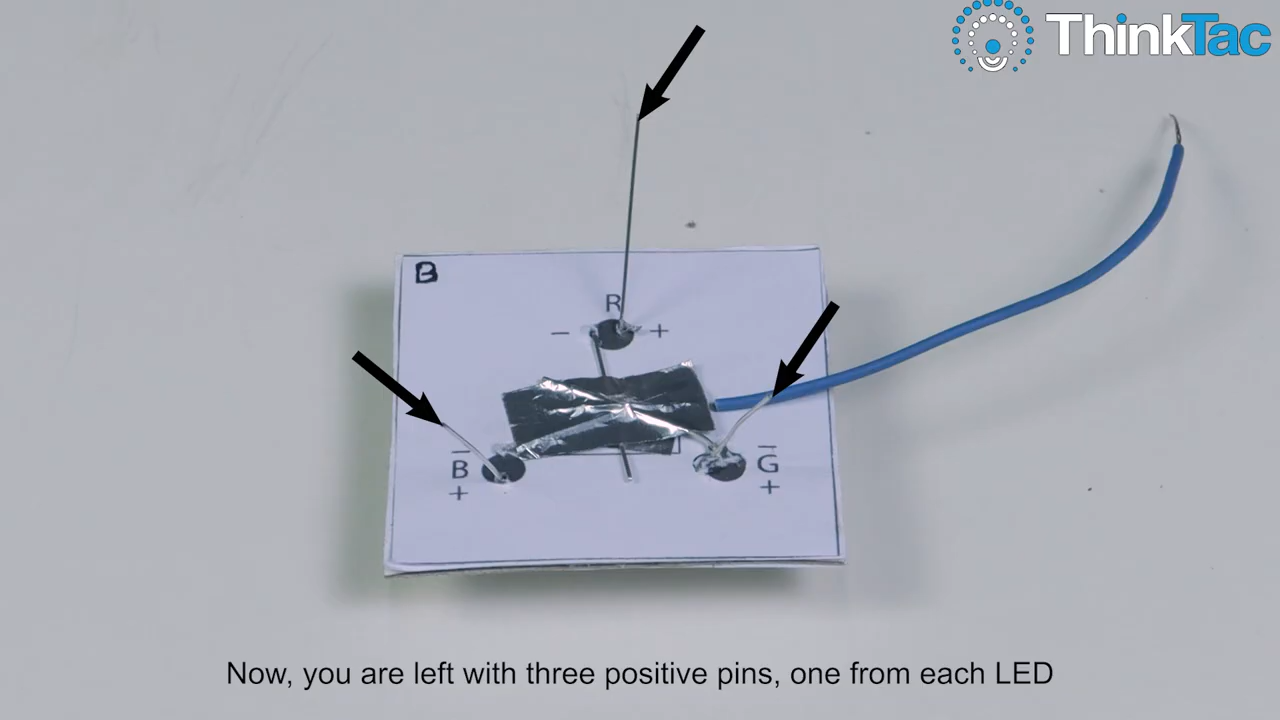 ThinkTac
B
R
- +
B
+
G
+
Now, you are left with three positive pins, one from each LED